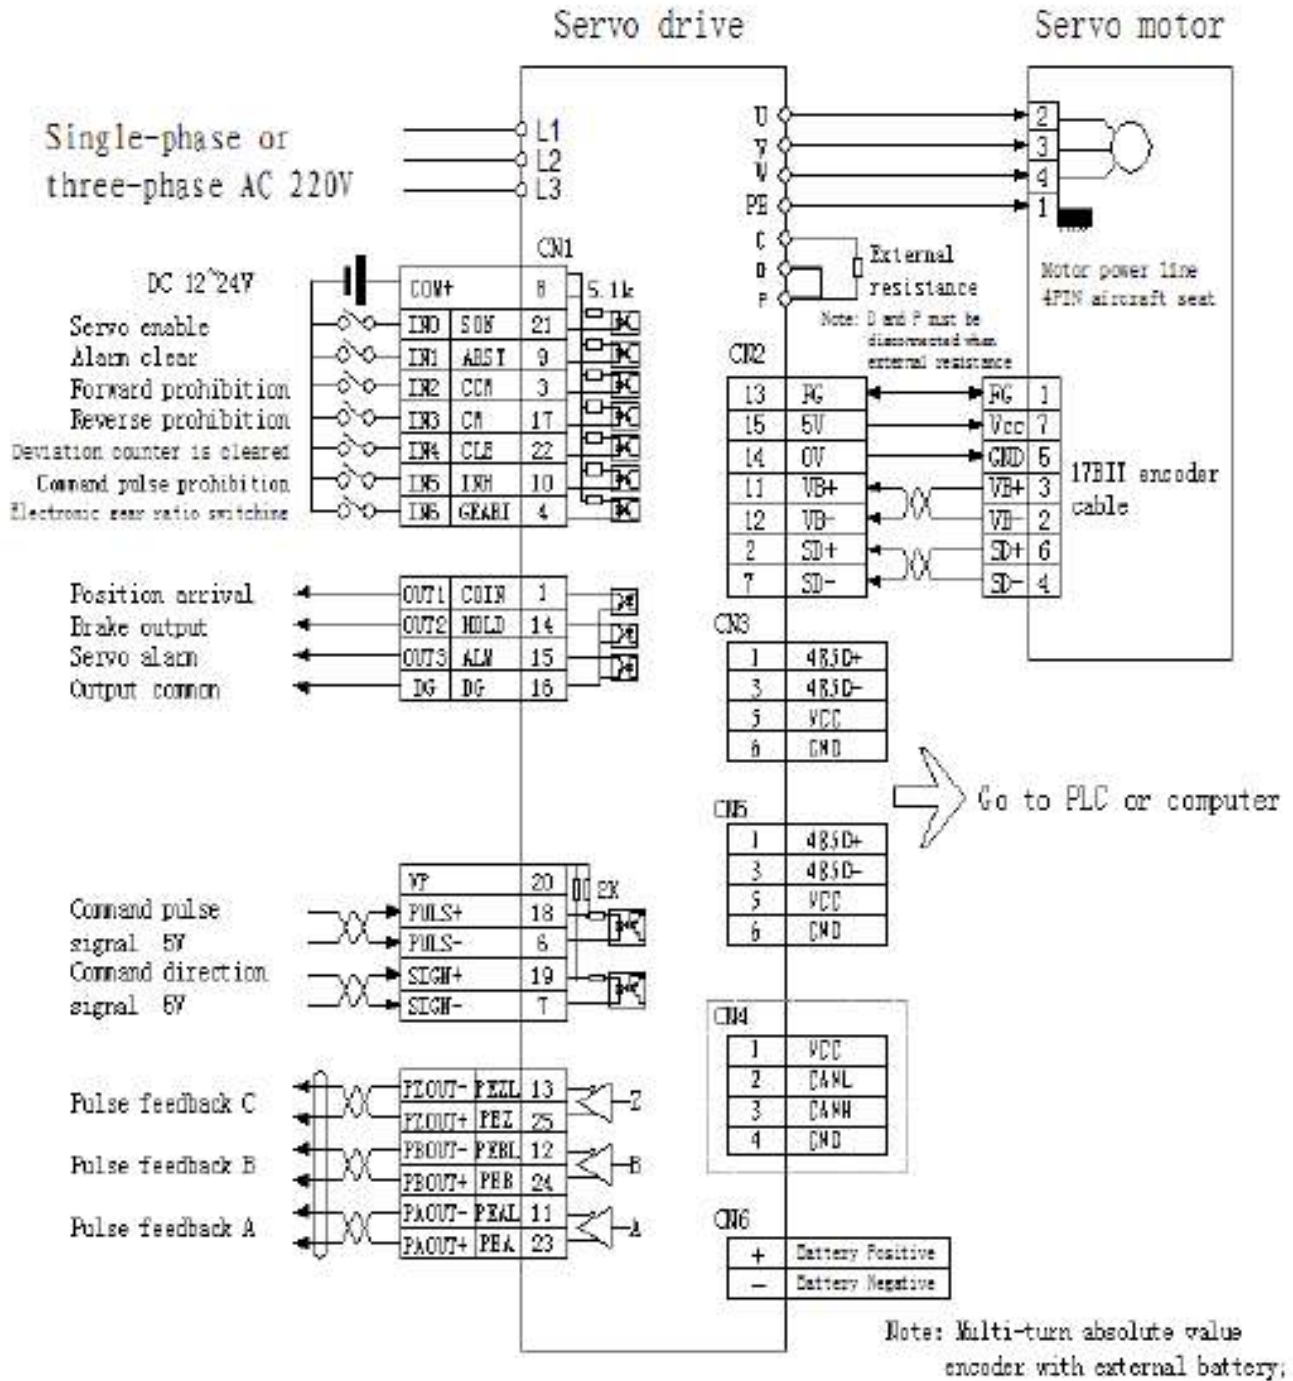 Servo drive
Servo motor
Single-phase or
three-phase AC 220V
L1
L2
L3
U
V
W
PE
C
D
P
2
3
4
1
External
resistance
Note: D and P must be
disconnected when
external resistance
Motor power line
4PIN aircraft seat
CN1
DC 12~24V
COM+ 8
5.1k
Servo enable IN0 SON 21
Alarm clear IN1 ARST 9
Forward prohibition IN2 CCW 3
Reverse prohibition IN3 CW 17
Deviation counter is cleared IN4 CLE 22
Command pulse prohibition IN5 INH 10
Electronic gear ratio switching IN6 GEAR1 4
CN2
13 FG FG 1
15 5V Vcc 7
14 0V GND 5
11 VB+ VB+ 3
12 VB- VB- 2
2 SD+ SD+ 6
7 SD- SD- 4
17BIT encoder
cable
Position arrival OUT1 COIN 1
Brake output OUT2 HOLD 14
Servo alarm OUT3 ALM 15
Output common DG DG 16
CN3
1 485D+
3 485D-
5 VCC
6 GND
Go to PLC or computer
CN5
1 485D+
3 485D-
5 VCC
6 GND
VP 20
2K
Command pulse
signal 5V
PULS+ 18
PULS- 6
Command direction
signal 5V
SIGN+ 19
SIGN- 7
CN4
1 VCC
2 CANL
3 CANH
4 GND
Pulse feedback C
PZOUT- PEZL 13
PZOUT+ PEZ 25
Z
Pulse feedback B
PBOUT- PEBL 12
PBOUT+ PEB 24
B
Pulse feedback A
PAOUT- PEAL 11
PAOUT+ PEA 23
A
CN6
+ Battery Positive
- Battery Negative
Note: Multi-turn absolute value
encoder with external battery;